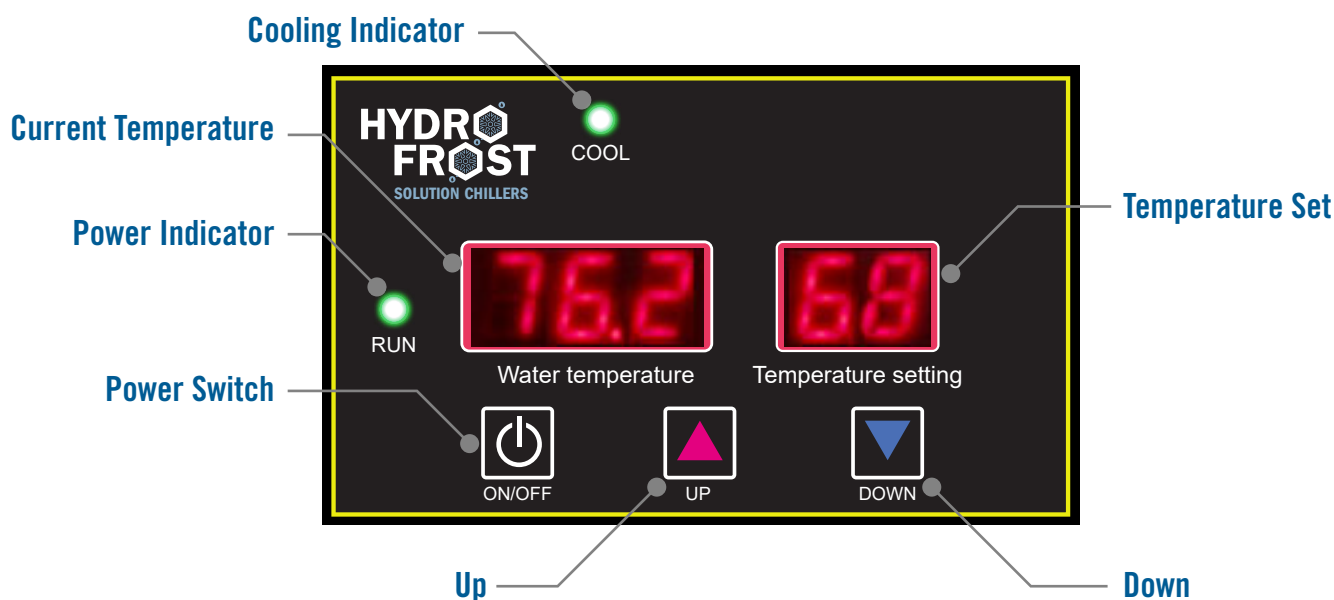 Cooling Indicator
Current Temperature
HYDRO
FROST
SOLUTION CHILLERS
COOL
Temperature Set
Power Indicator
76.2
68
RUN
Water temperature
Temperature setting
Power Switch
ON/OFF
UP
DOWN
Up
Down